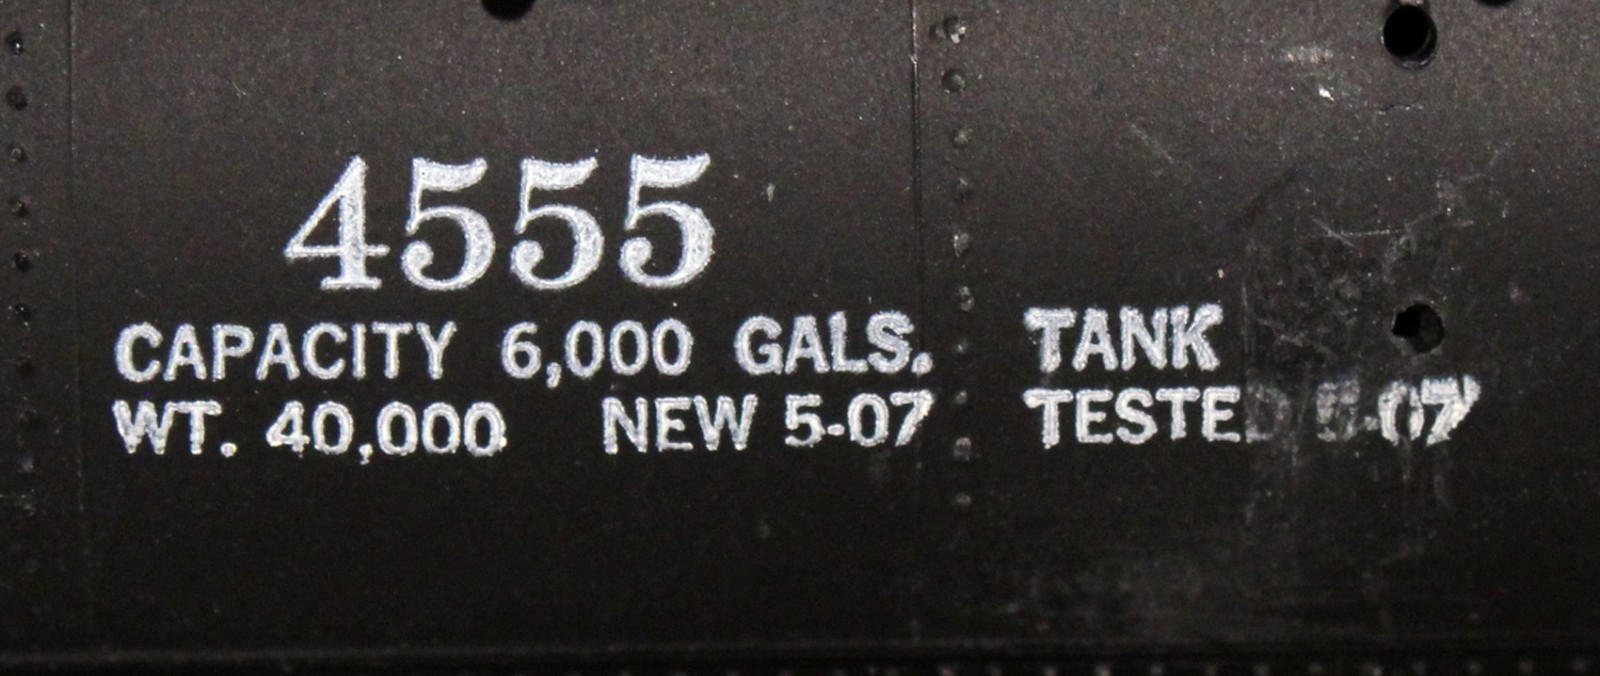 4555
CAPACITY 6,000 GALS. TANK
WT. 40,000 NEW 5-07 TESTED 5-07